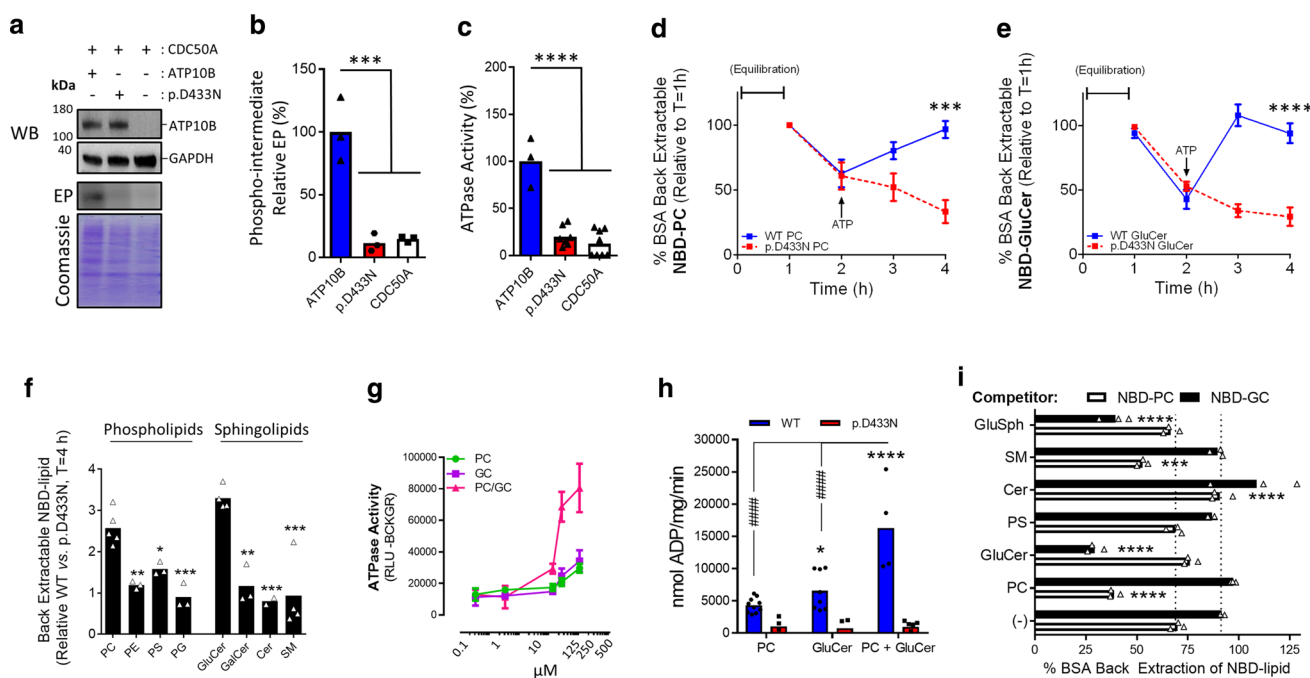 a
+ + + : CDC50A
+ - - : ATP10B
- + - : p.D433N
kDa
180
100
40
WB
ATP10B
GAPDH
EP
Coomassie
b
Phospho-intermediate
Relative EP (%)
150
100
50
0
***
ATP10B
p.D433N
CDC50A
c
ATPase Activity (%)
200
150
100
50
0
****
ATP10B
p.D433N
CDC50A
d
(Equilibration)
% BSA Back Extractable
NBD-PC (Relative to T=1h)
100
50
0
***
ATP
WT PC
p.D433N PC
0 1 2 3 4
Time (h)
e
(Equilibration)
% BSA Back Extractable
NBD-GluCer (Relative to T=1h)
100
50
0
****
ATP
WT GluCer
p.D433N GluCer
0 1 2 3 4
Time (h)
f
Back Extractable NBD-lipid
(Relative WT vs. p.D433N, T=4 h)
Phospholipids Sphingolipids
4
3
2
1
0
** * *** ** *** ***
PC PE PS PG GluCer GalCer Cer SM
g
PC
GC
PC/GC
ATPase Activity
(RLU -BCKGR)
100000
80000
60000
40000
20000
0
0.1 1 10 125 250 500
µM
h
WT p.D433N
nmol ADP/mg/min
30000
25000
20000
15000
10000
5000
0
#### #### ****
*
PC GluCer PC + GluCer
i
Competitor: NBD-PC NBD-GC
GluSph ****
SM ***
Cer ****
PS
GluCer ****
PC ****
(-)
0 25 50 75 100 125
% BSA Back Extraction of NBD-lipid